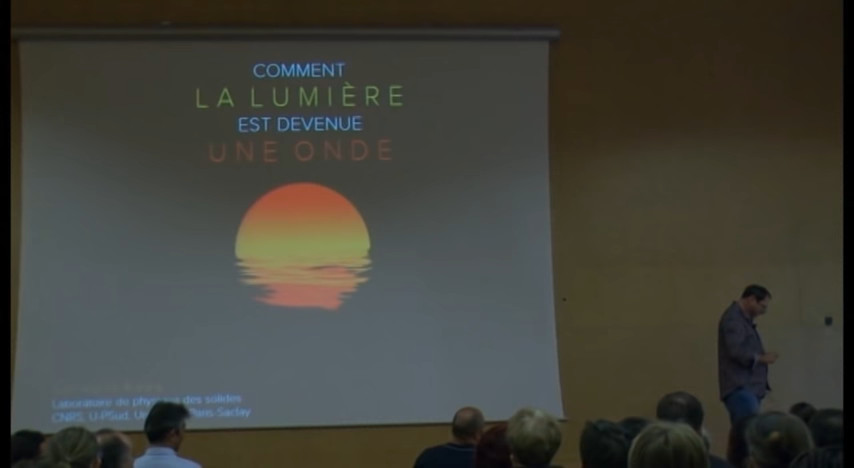 COMMENT
LA LUMIÈRE
EST DEVENUE
UNE ONDE
Laboratoire de physique des solides
CNRS, U-PSud, Paris-Saclay